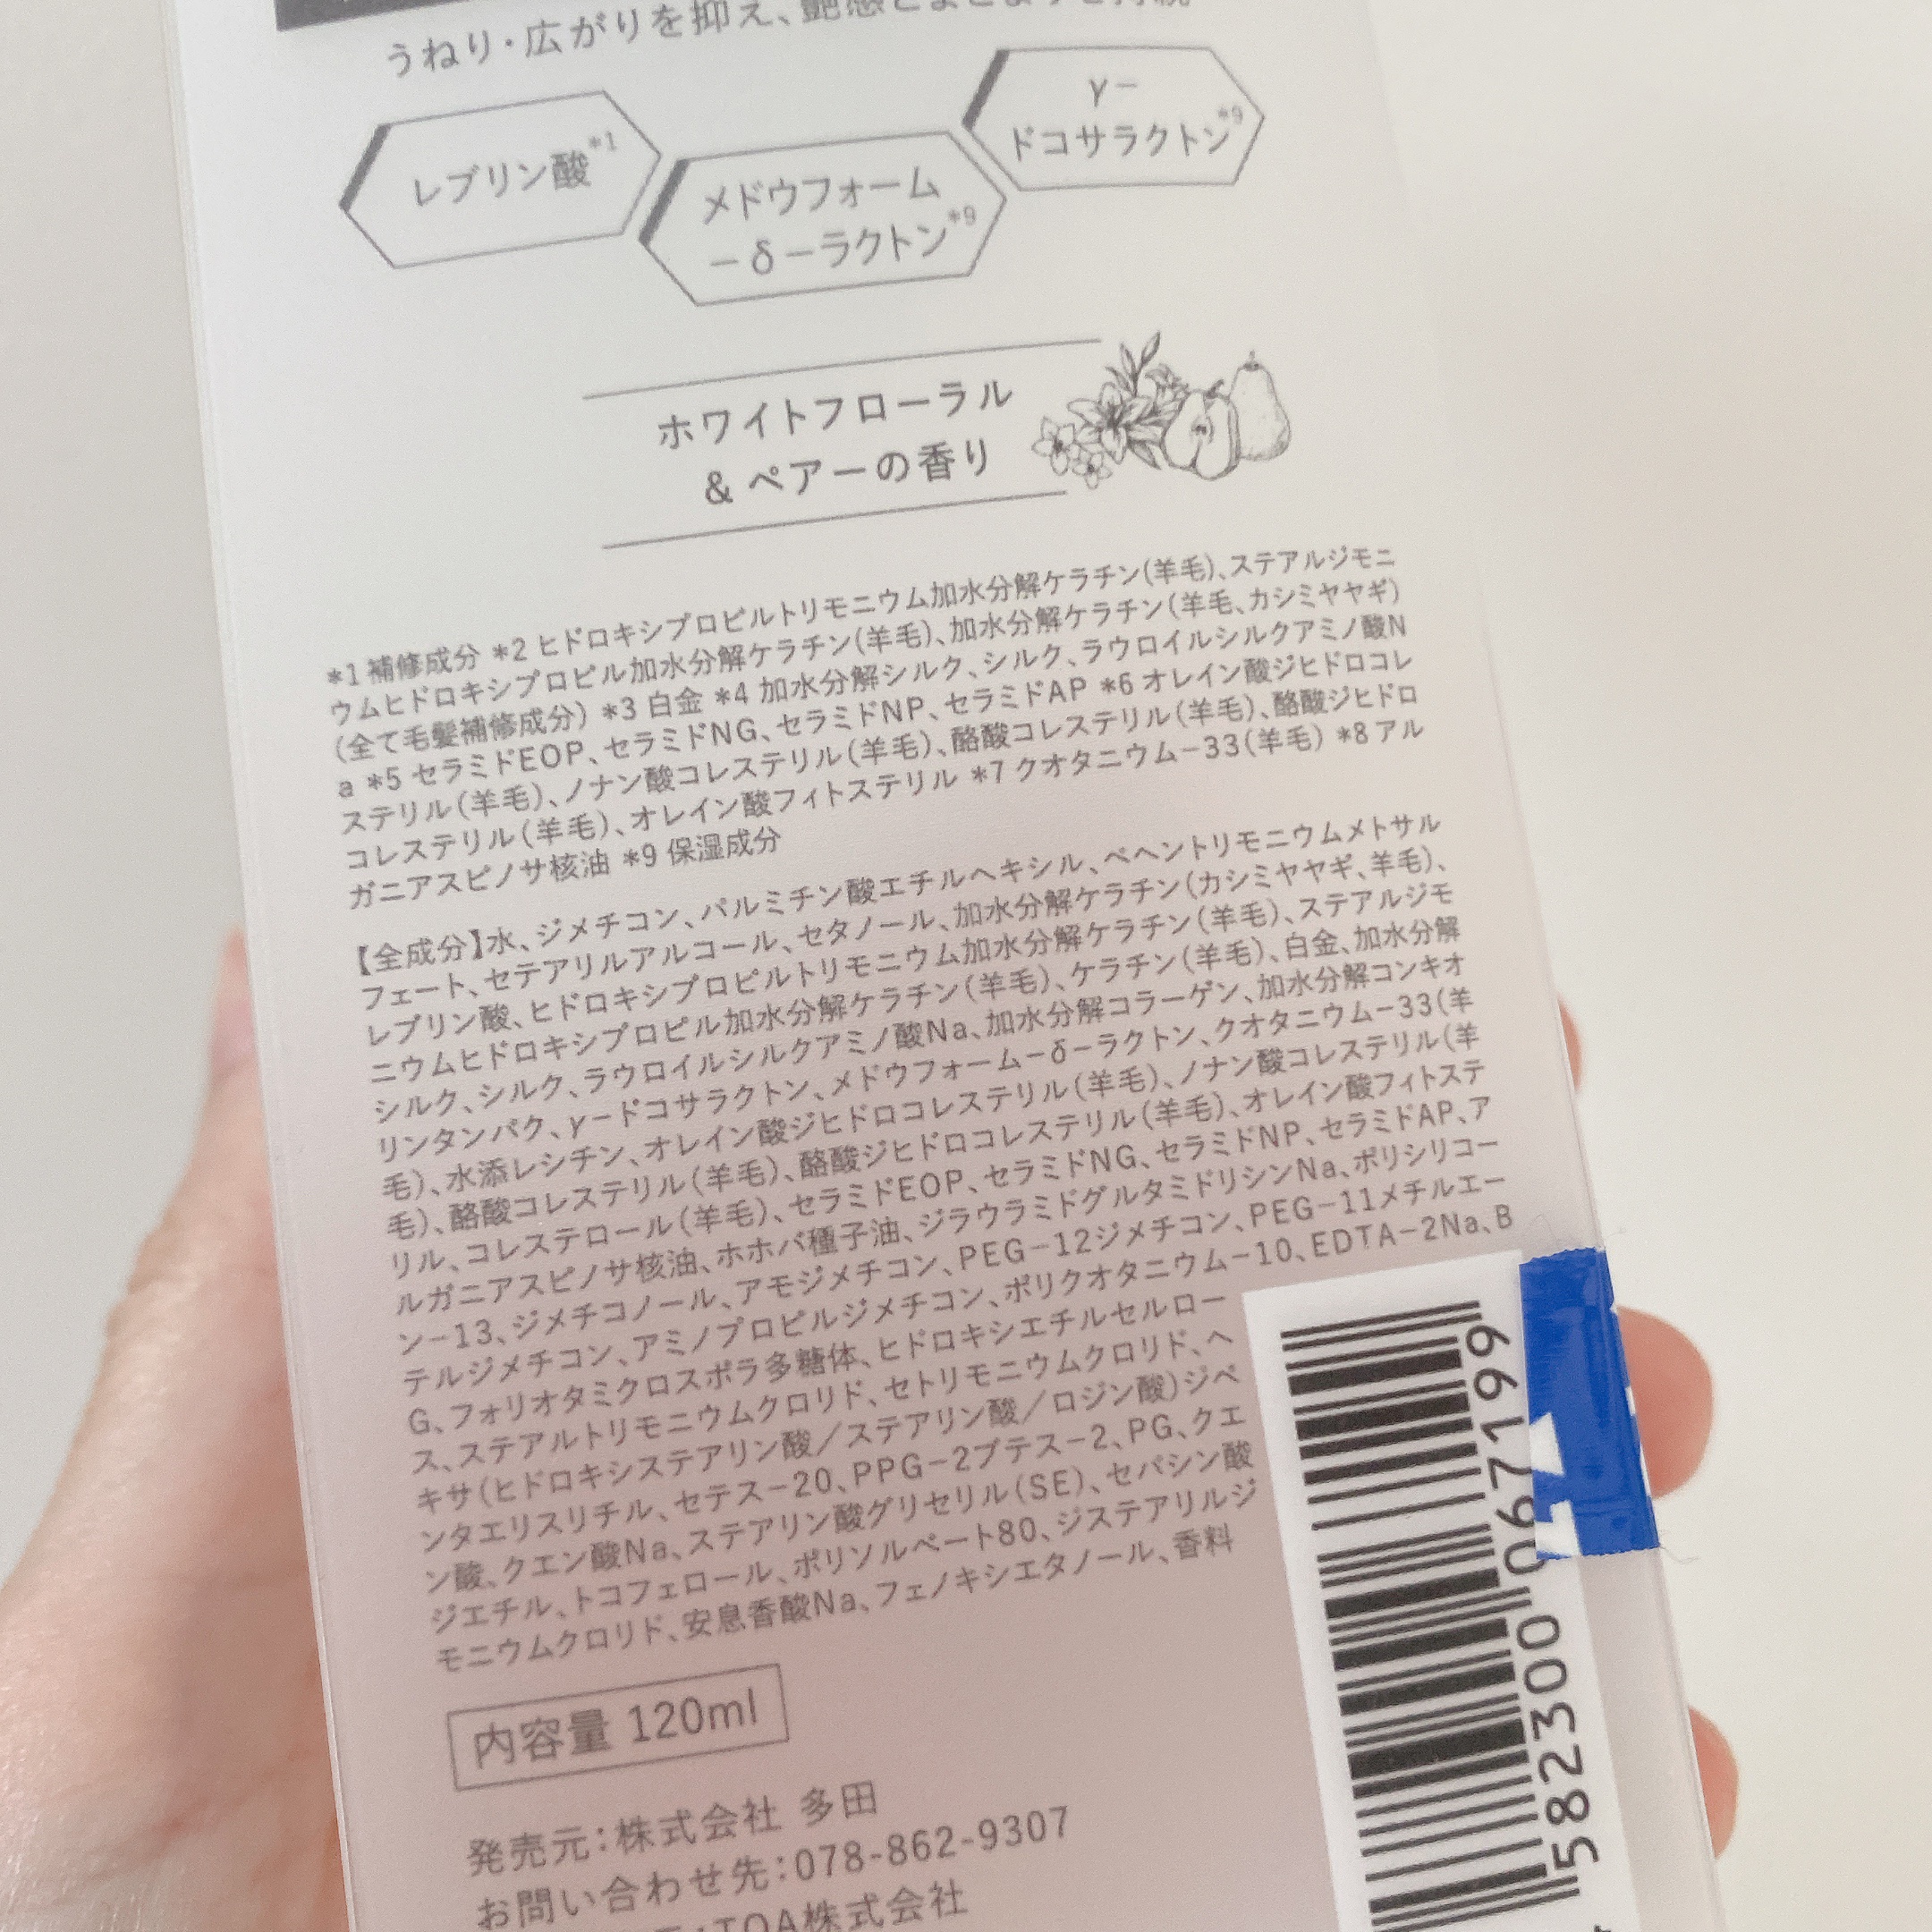 うねり・広がりを抑え、艶感とまとまりを持続
レブリン酸*1
メドウフォーム
－δ－ラクトン*9
γ－
ドコサラクトン*9
ホワイトフローラル
& ペアーの香り
*1 補修成分 *2 ヒドロキシプロピルトリモニウム加水分解ケラチン(羊毛)、ステアルジモニ
ウムヒドロキシプロピル加水分解ケラチン(羊毛)、加水分解ケラチン(羊毛、カシミヤヤギ)
(全て毛髪補修成分) *3 白金 *4 加水分解シルク、シルク、ラウロイルシルクアミノ酸N
a *5 セラミドEOP、セラミドNG、セラミドNP、セラミドAP *6 オレイン酸ジヒドロコレ
ステリル(羊毛)、ノナン酸コレステリル(羊毛)、酪酸コレステリル(羊毛)、酪酸ジヒドロ
コレステリル(羊毛)、オレイン酸フィトステリル *7 クオタニウム－33(羊毛) *8 アル
ガニアスピノサ核油 *9 保湿成分
【全成分】水、ジメチコン、パルミチン酸エチルヘキシル、ベヘントリモニウムメトサル
フェート、セテアリルアルコール、セタノール、加水分解ケラチン(カシミヤヤギ、羊毛)、
レブリン酸、ヒドロキシプロピルトリモニウム加水分解ケラチン(羊毛)、ステアルジモ
ニウムヒドロキシプロピル加水分解ケラチン(羊毛)、ケラチン(羊毛)、白金、加水分解
シルク、シルク、ラウロイルシルクアミノ酸Na、加水分解コラーゲン、加水分解コンキオ
リンタンパク、γ－ドコサラクトン、メドウフォーム－δ－ラクトン、クオタニウム－33(羊
毛)、水添レシチン、オレイン酸ジヒドロコレステリル(羊毛)、ノナン酸コレステリル(羊
毛)、酪酸コレステリル(羊毛)、酪酸ジヒドロコレステリル(羊毛)、オレイン酸フィトステ
リル、コレステロール(羊毛)、セラミドEOP、セラミドNG、セラミドNP、セラミドAP、ア
ルガニアスピノサ核油、ホホバ種子油、ジラウラミドグルタミドリシンNa、ポリシリコー
ン－13、ジメチコノール、アモジメチコン、PEG－12ジメチコン、PEG－11メチルエー
テルジメチコン、アミノプロピルジメチコン、ポリクオタニウム－10、EDTA－2Na、B
G、フォリオタミクロスポラ多糖体、ヒドロキシエチルセルロー
ス、ステアルトリモニウムクロリド、セトリモニウムクロリド、ヘ
キサ(ヒドロキシステアリン酸／ステアリン酸／ロジン酸)ジペ
ンタエリスリチル、セテス－20、PPG－2ブテス－2、PG、クエ
ン酸、クエン酸Na、ステアリン酸グリセリル(SE)、セバシン酸
ジエチル、トコフェロール、ポリソルベート80、ジステアリルジ
モニウムクロリド、安息香酸Na、フェノキシエタノール、香料
内容量 120ml
発売元：株式会社 多田
お問い合わせ先：078-862-9307
：TOA株式会社
582300 067199